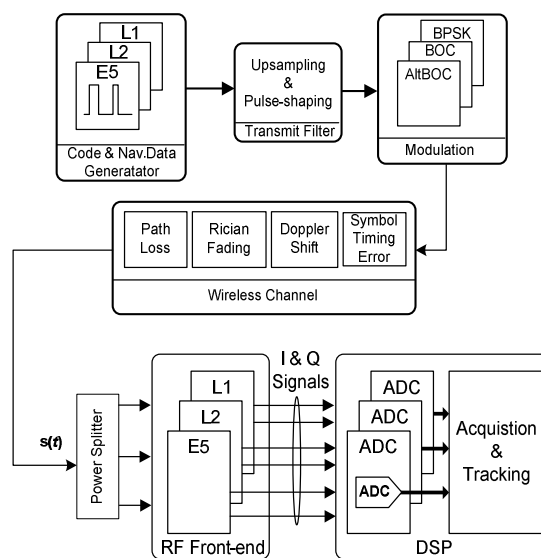 L1
L2
E5
Code & Nav.Data
Generatator
Upsampling
&
Pulse-shaping
Transmit Filter
BPSK
BOC
AltBOC
Modulation
Path
Loss
Rician
Fading
Doppler
Shift
Symbol
Timing
Error
Wireless Channel
s(t)
Power Splitter
L1
L2
E5
RF Front-end
I & Q
Signals
ADC
ADC
ADC
ADC
DSP
Acquistion
&
Tracking